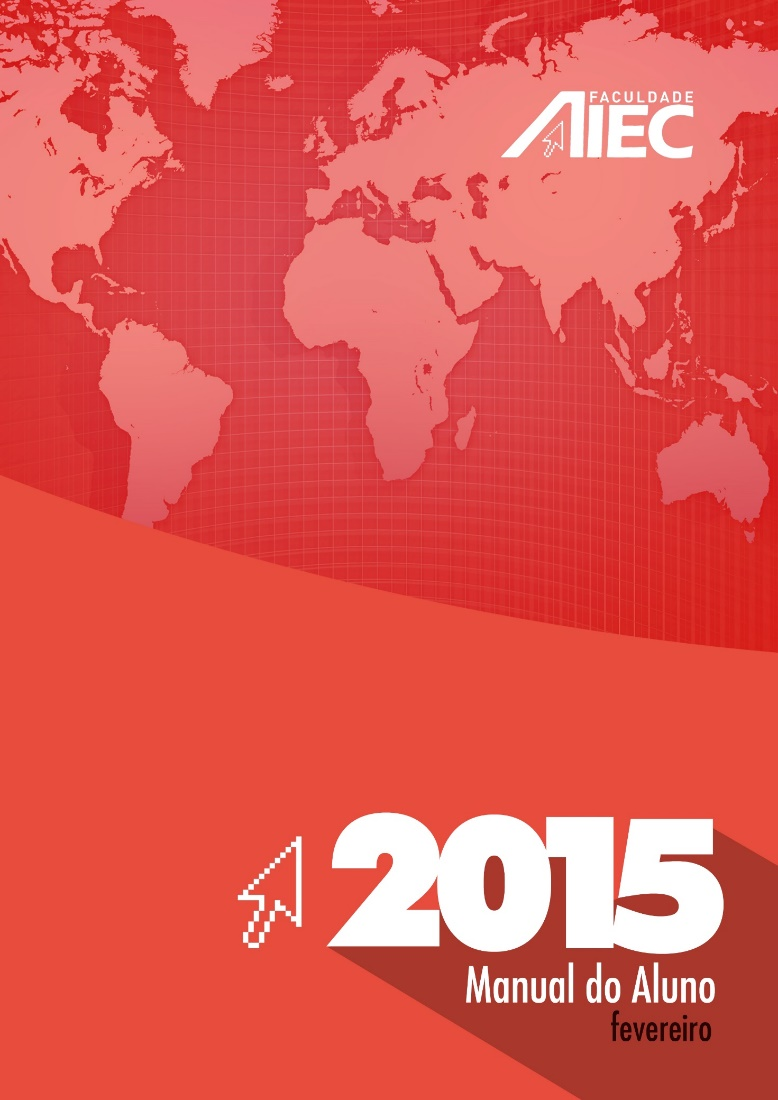 FACULDADE
AIEC
2015
Manual do Aluno
fevereiro